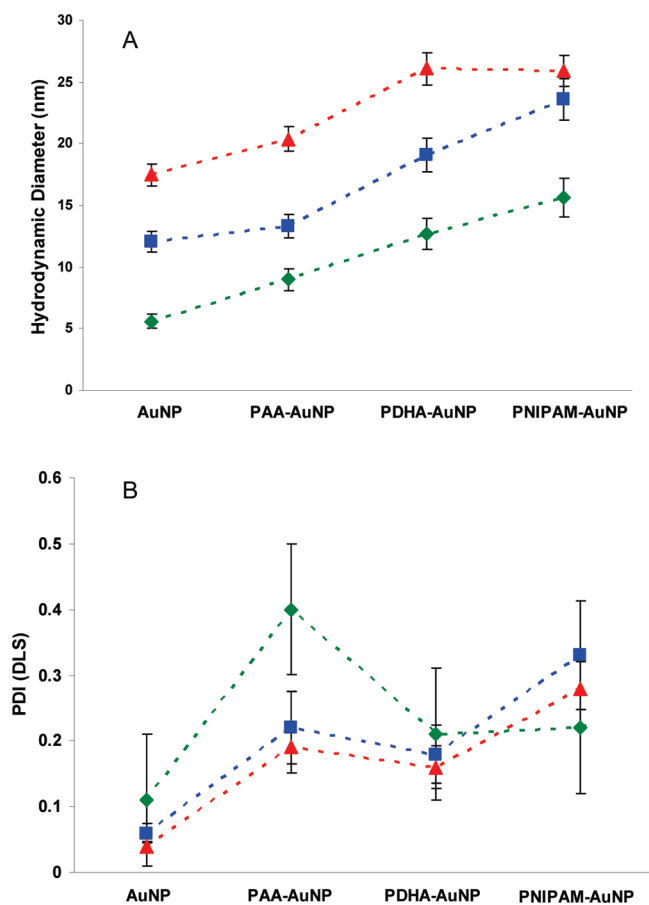 A
Hydrodynamic Diameter (nm)
30
25
20
15
10
5
0
AuNP PAA-AuNP PDHA-AuNP PNIPAM-AuNP
B
PDI (DLS)
0.6
0.5
0.4
0.3
0.2
0.1
0
AuNP PAA-AuNP PDHA-AuNP PNIPAM-AuNP